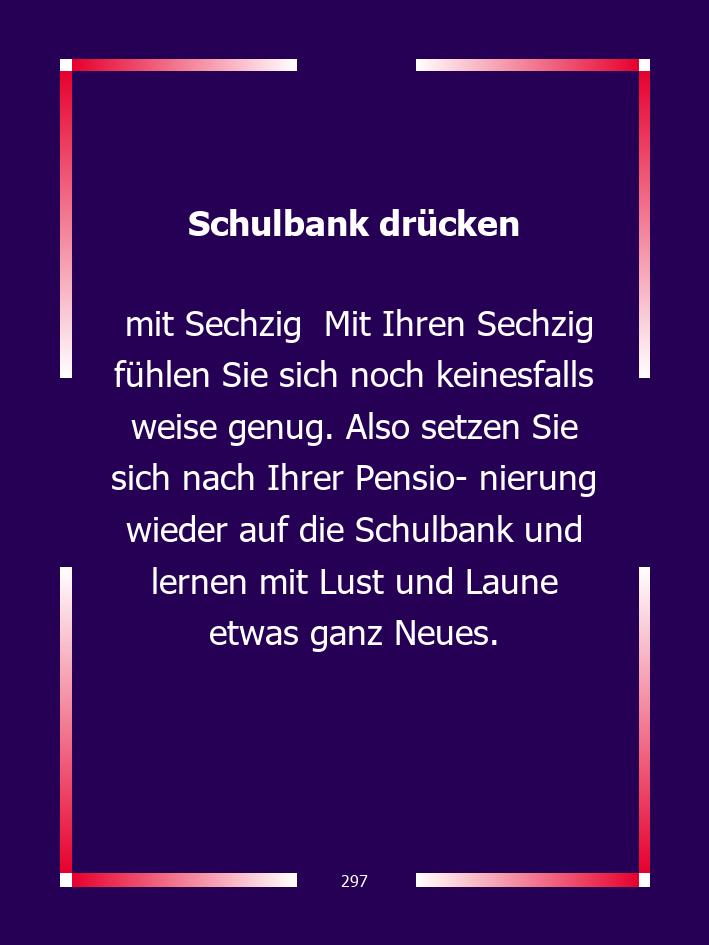 Schulbank drücken
mit Sechzig  Mit Ihren Sechzig
fühlen Sie sich noch keinesfalls
weise genug. Also setzen Sie
sich nach Ihrer Pensio- nierung
wieder auf die Schulbank und
lernen mit Lust und Laune
etwas ganz Neues.
297